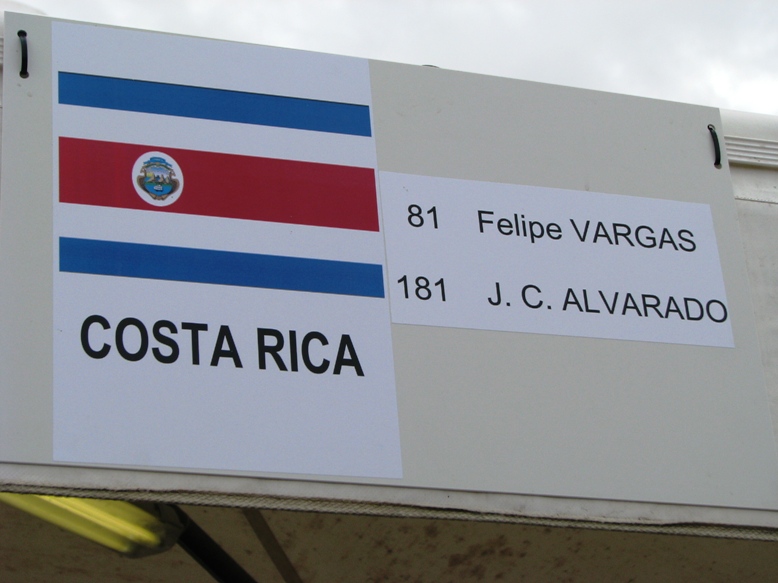 81 Felipe VARGAS
181 J. C. ALVARADO
COSTA RICA